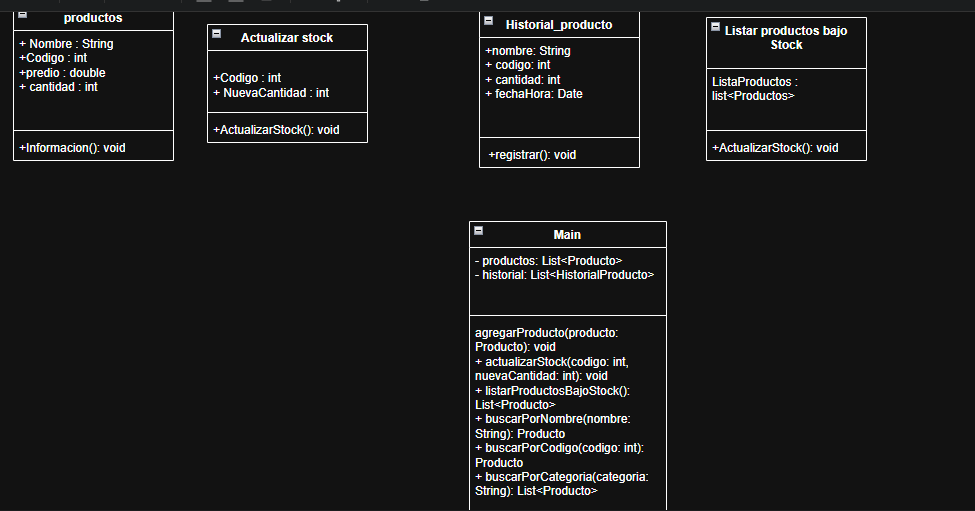 productos
+ Nombre : String
+Codigo : int
+predio : double
+ cantidad : int
+Informacion(): void
Actualizar stock
+Codigo : int
+ NuevaCantidad : int
+ActualizarStock(): void
Historial_producto
+nombre: String
+ codigo: int
+ cantidad: int
+ fechaHora: Date
+registrar(): void
Listar productos bajo
Stock
ListaProductos :
list<Productos>
+ActualizarStock(): void
Main
- productos: List<Producto>
- historial: List<HistorialProducto>
agregarProducto(producto:
Producto): void
+ actualizarStock(codigo: int,
nuevaCantidad: int): void
+ listarProductosBajoStock():
List<Producto>
+ buscarPorNombre(nombre:
String): Producto
+ buscarPorCodigo(codigo: int):
Producto
+ buscarPorCategoria(categoria:
String): List<Producto>